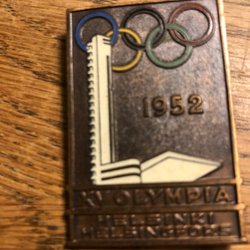 1952
XV OLYMPIA
HELSINKI
HELSINGFORS